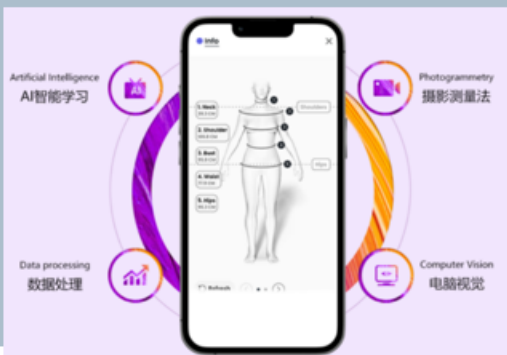 Info
Artificial Intelligence
AI智能学习
AI
Photogrammetry
摄影测量法
1. Neck
2. Shoulder
3. Bust
4. Waist
5. Hips
Shoulders
Hips
Data processing
数据处理
Computer Vision
电脑视觉
Refresh